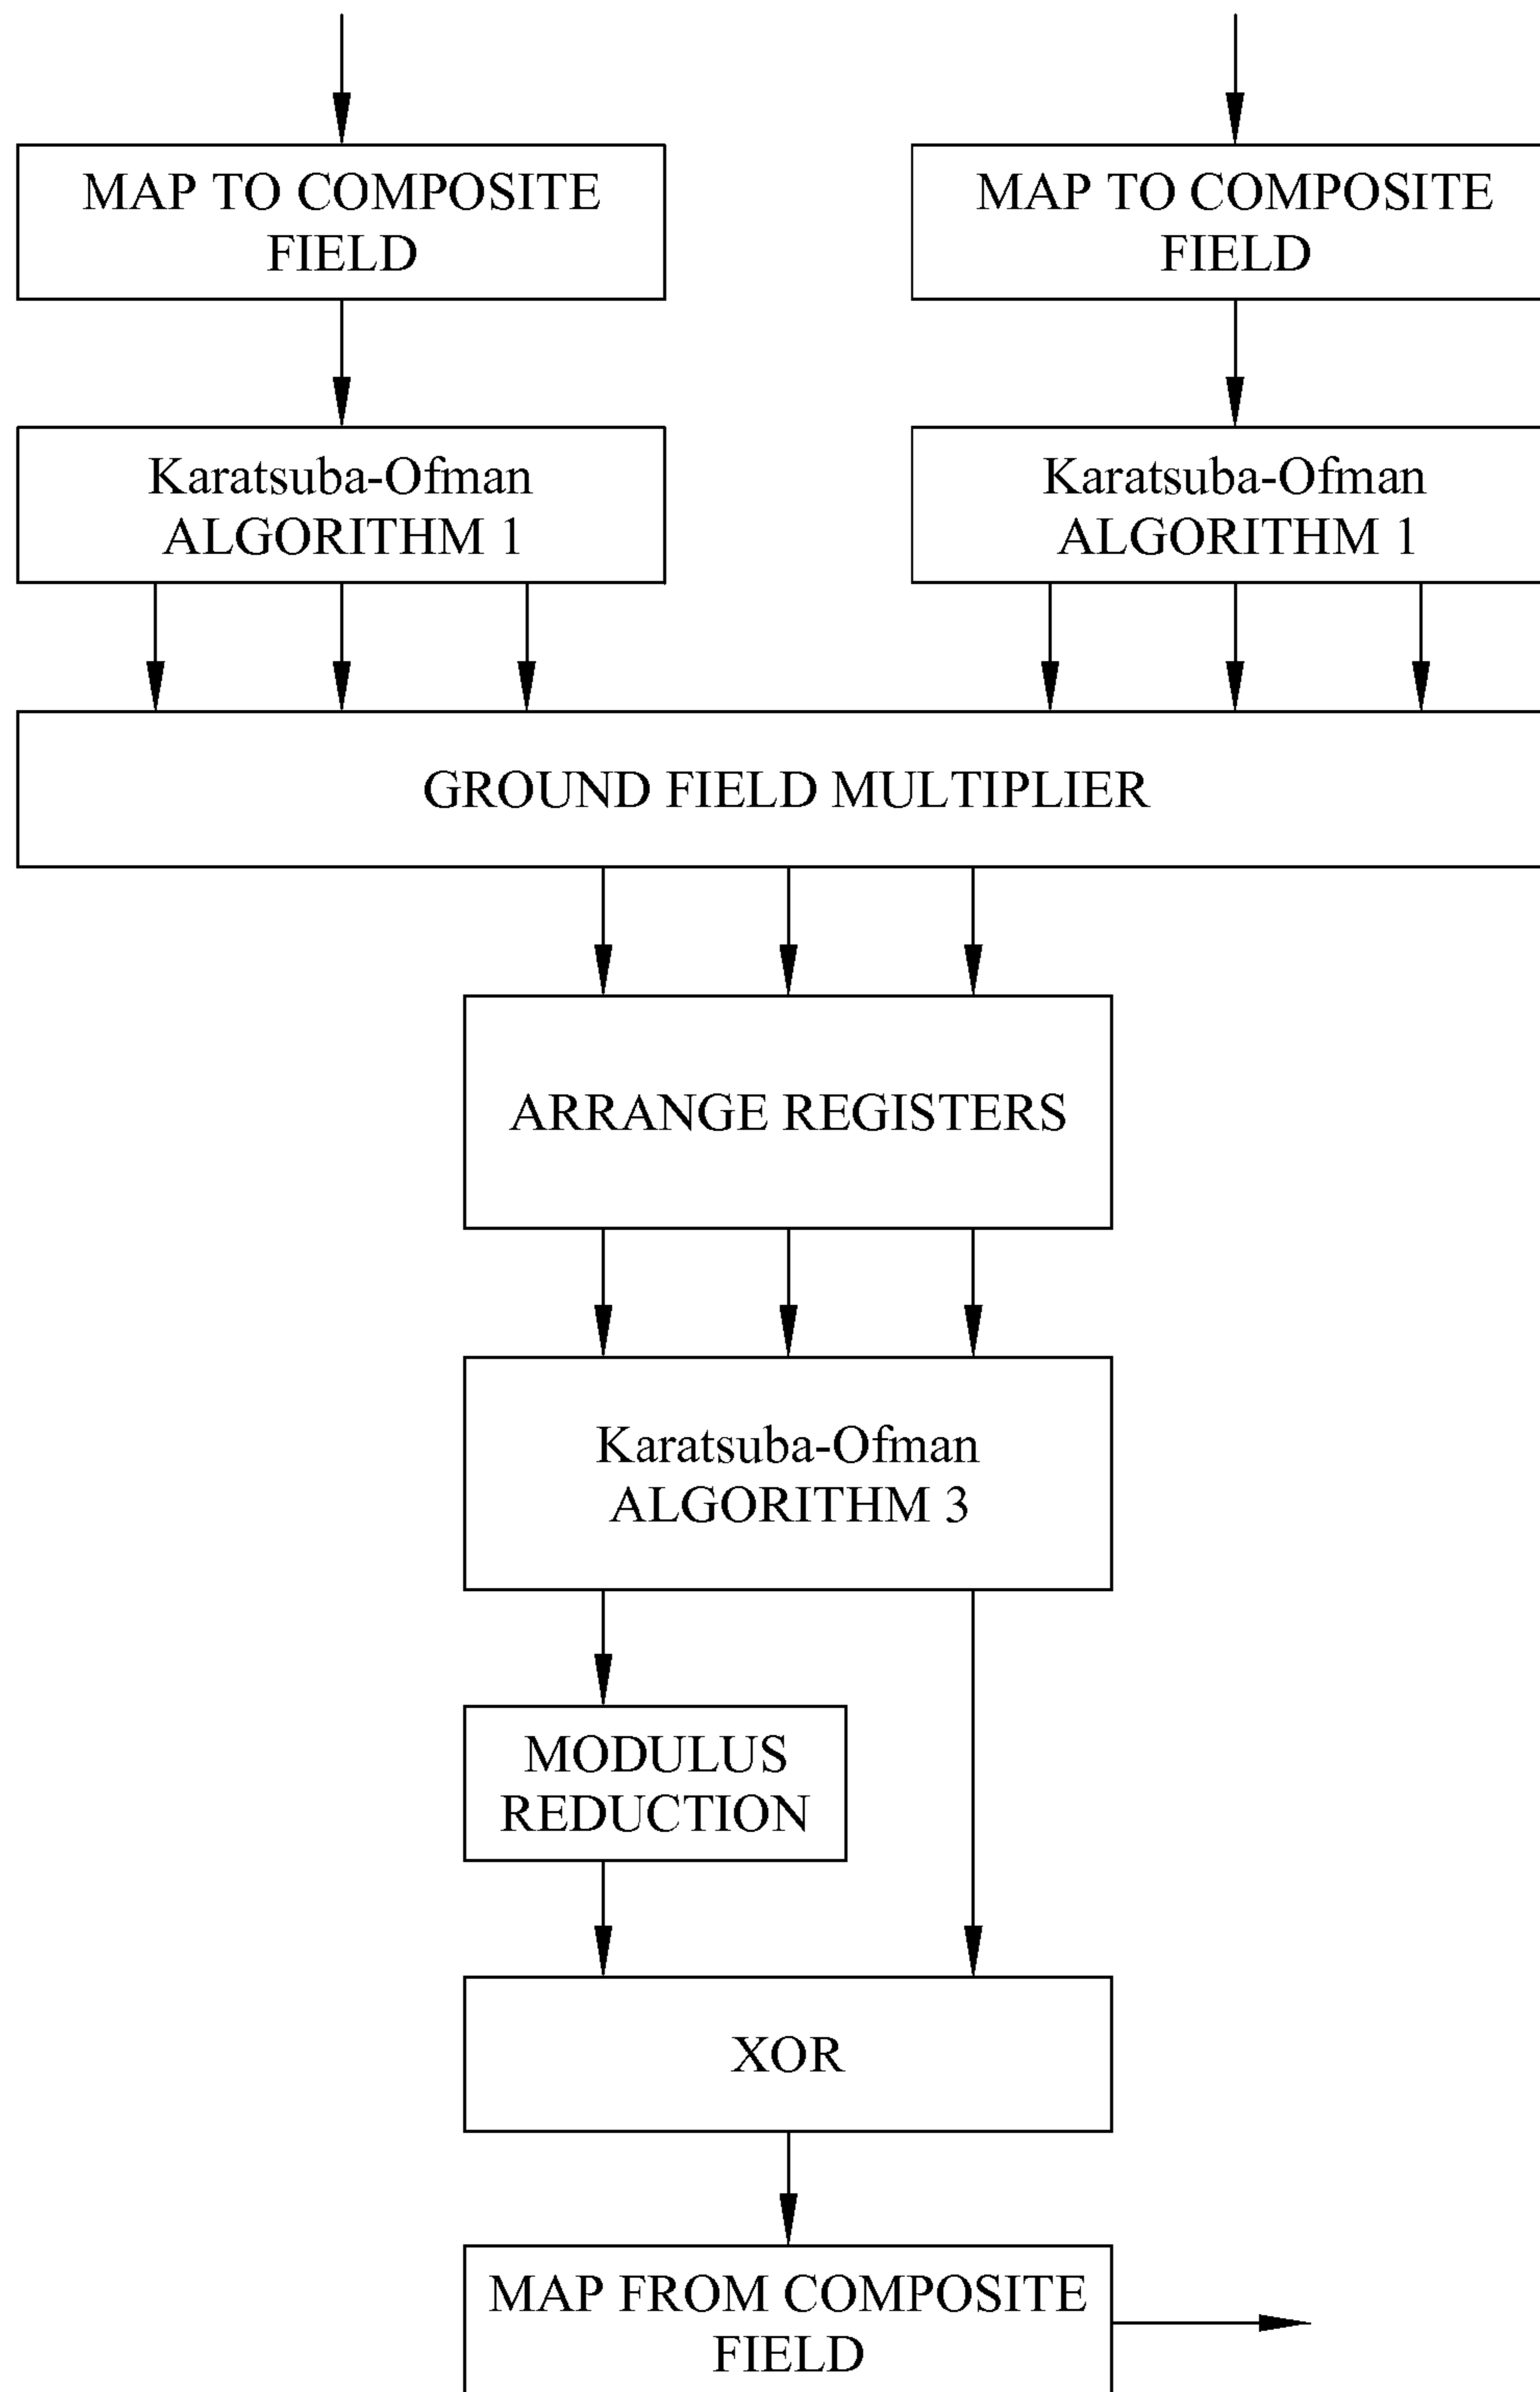 MAP TO COMPOSITE
FIELD
MAP TO COMPOSITE
FIELD
Karatsuba-Ofman
ALGORITHM 1
Karatsuba-Ofman
ALGORITHM 1
GROUND FIELD MULTIPLIER
ARRANGE REGISTERS
Karatsuba-Ofman
ALGORITHM 3
MODULUS
REDUCTION
XOR
MAP FROM COMPOSITE
FIELD